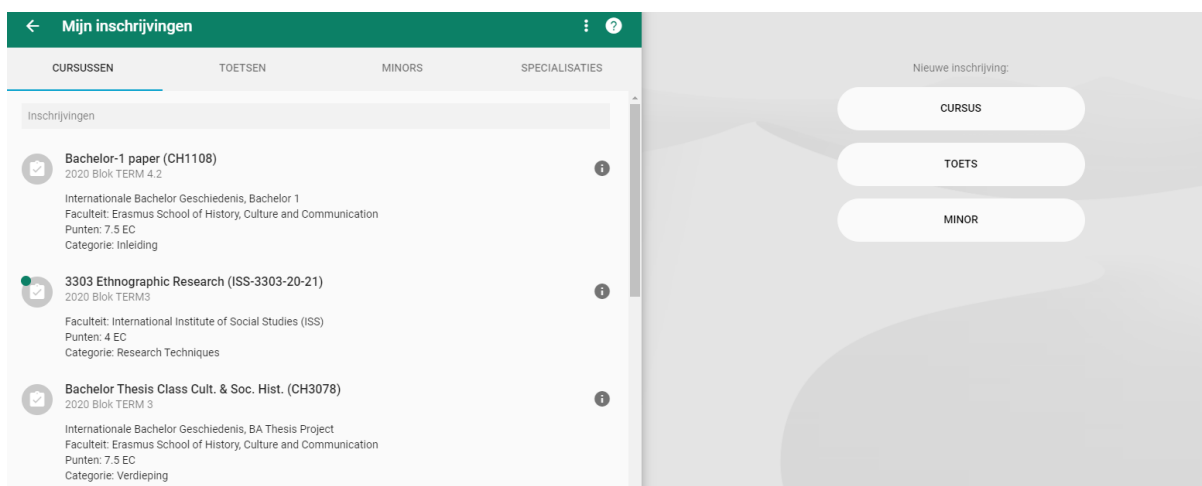 Mijn inschrijvingen
?
CURSUSSEN TOETSEN MINORS SPECIALISATIES
Inschrijvingen
Bachelor-1 paper (CH1108)
2020 Blok TERM 4.2
Internationale Bachelor Geschiedenis, Bachelor 1
Faculteit: Erasmus School of History, Culture and Communication
Punten: 7.5 EC
Categorie: Inleiding
3303 Ethnographic Research (ISS-3303-20-21)
2020 Blok TERM3
Faculteit: International Institute of Social Studies (ISS)
Punten: 4 EC
Categorie: Research Techniques
Bachelor Thesis Class Cult. & Soc. Hist. (CH3078)
2020 Blok TERM 3
Internationale Bachelor Geschiedenis, BA Thesis Project
Faculteit: Erasmus School of History, Culture and Communication
Punten: 7.5 EC
Categorie: Verdieping
Nieuwe inschrijving:
CURSUS
TOETS
MINOR